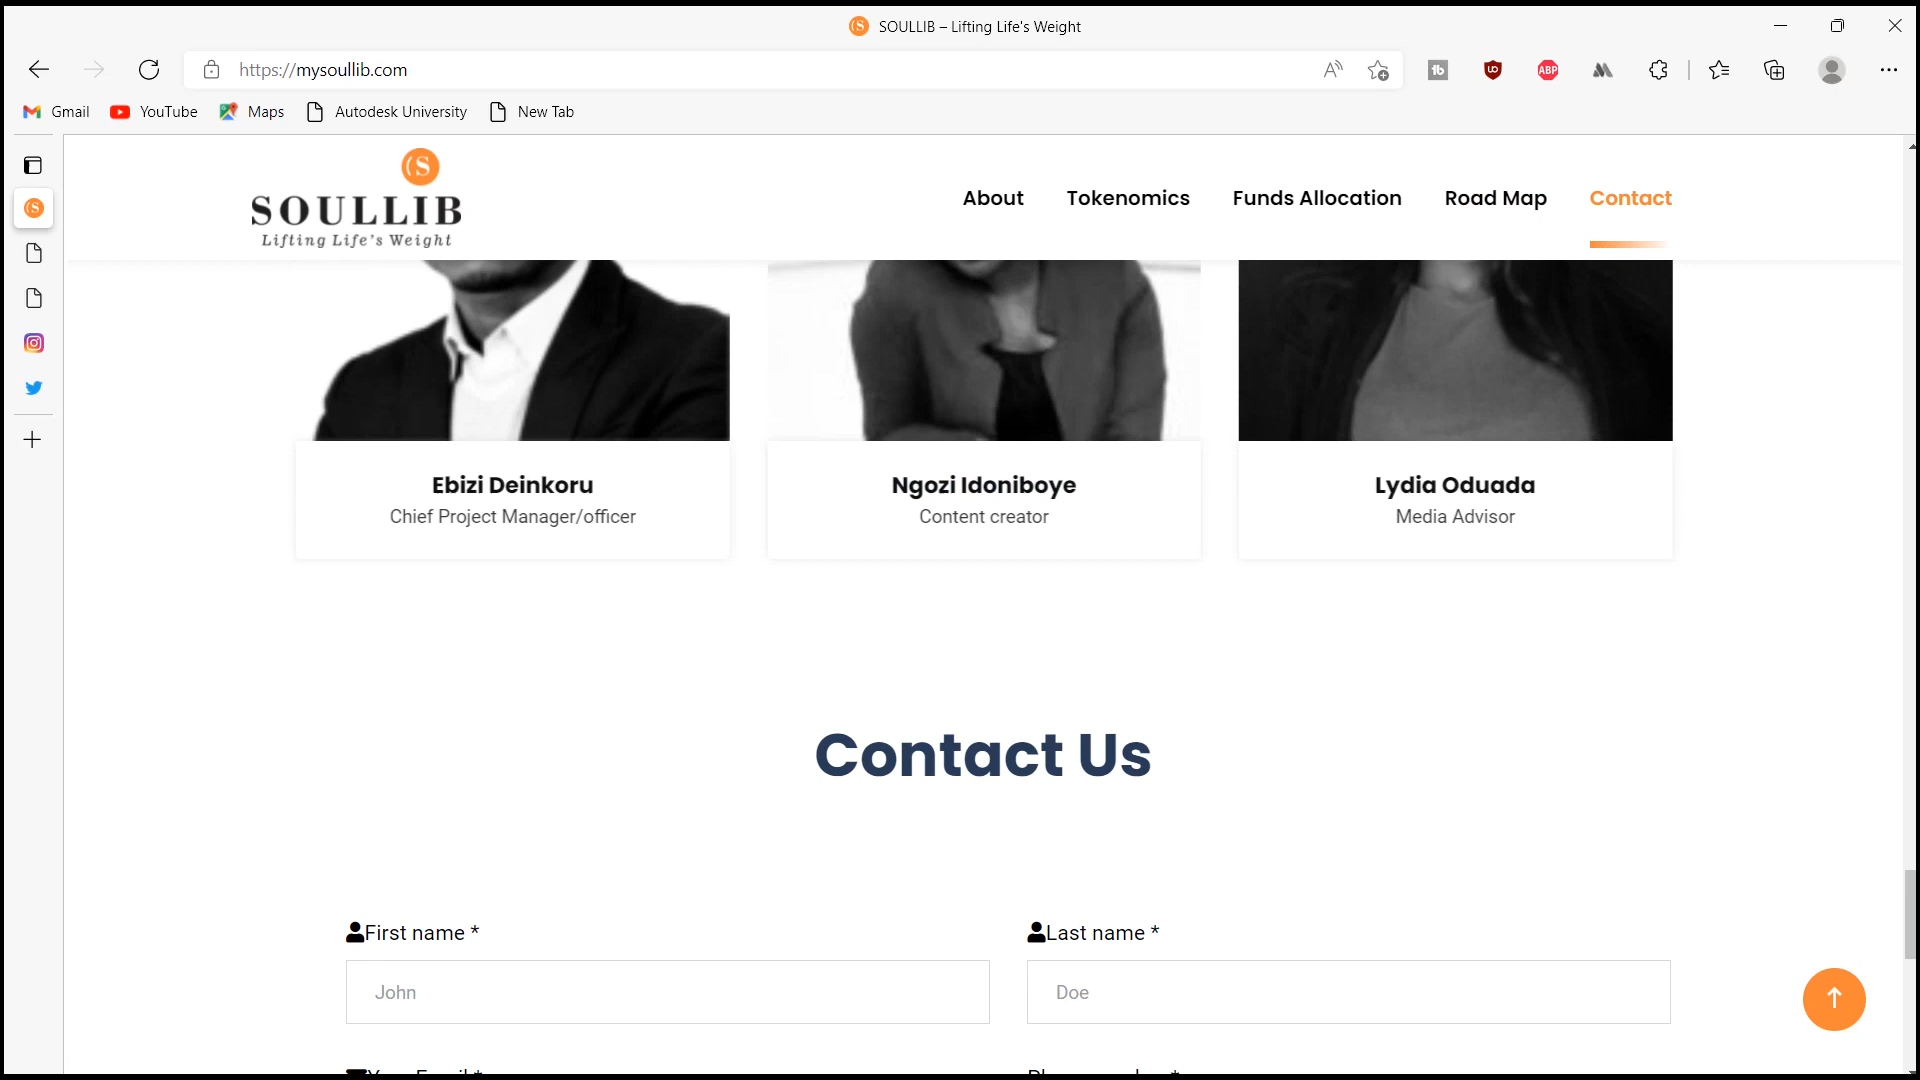 SOULLIB – Lifting Life's Weight
https://mysoullib.com
Gmail YouTube Maps Autodesk University New Tab
SOULLIB
Lifting Life's Weight
About Tokenomics Funds Allocation Road Map Contact
Ebizi Deinkoru
Chief Project Manager/officer
Ngozi Idoniboye
Content creator
Lydia Oduada
Media Advisor
Contact Us
First name *
Last name *
John
Doe